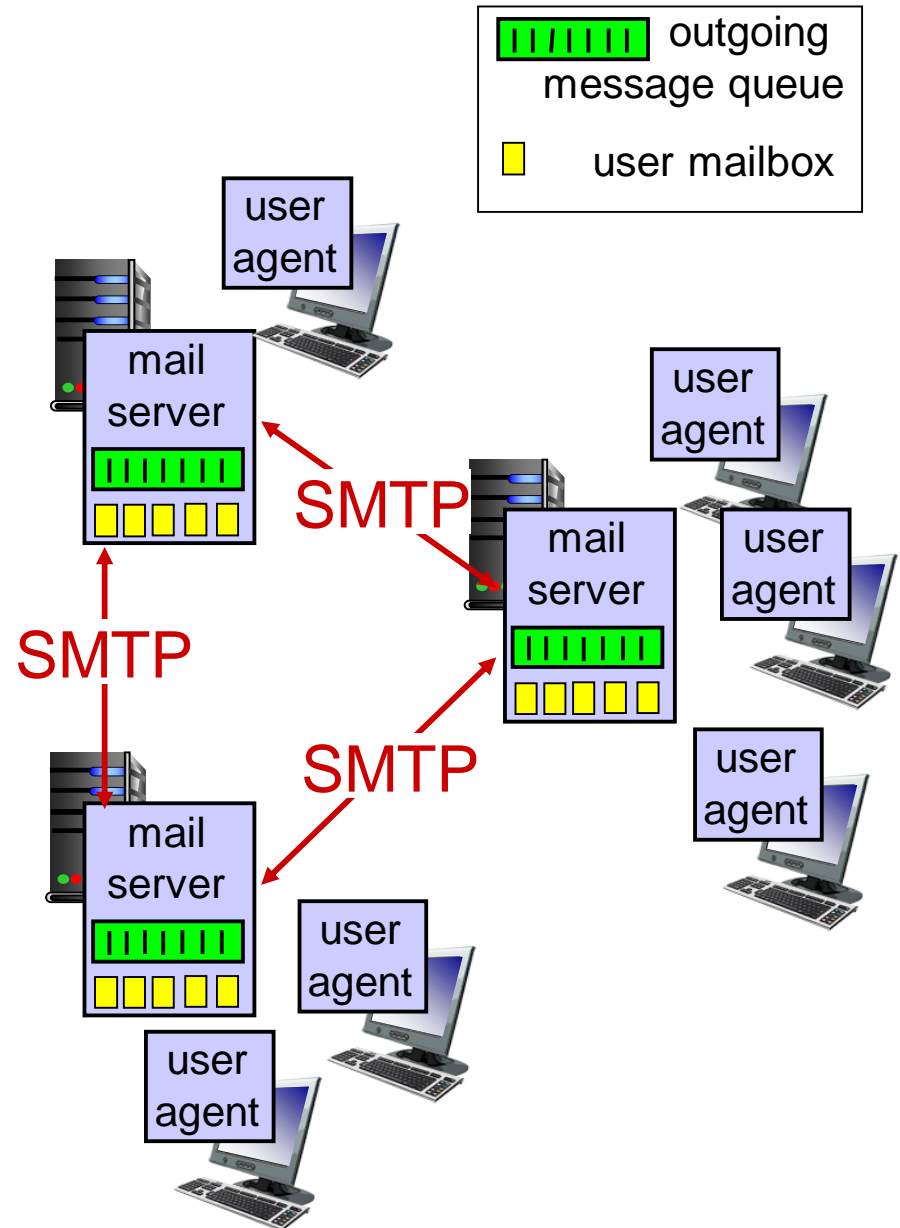 outgoing
message queue
user mailbox
user
agent
mail
server
SMTP
user
agent
mail
server
user
agent
SMTP
SMTP
user
agent
mail
server
user
agent
user
agent